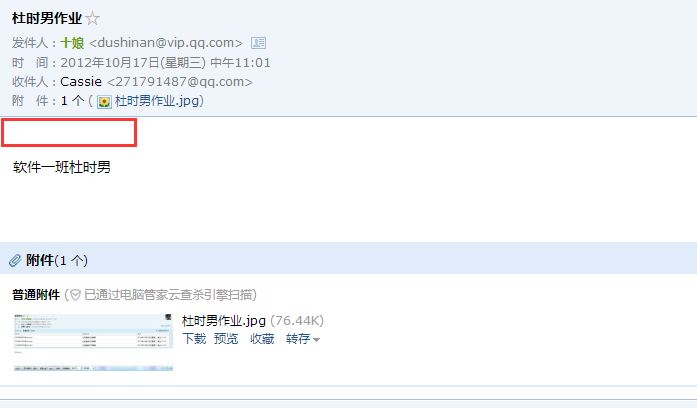 杜时男作业☆
发件人：十娘 <dushinan@vip.qq.com>
时 间：2012年10月17日(星期三) 中午11:01
收件人：Cassie <271791487@qq.com>
附 件：1 个 ( 杜时男作业.jpg)
软件一班杜时男
附件(1 个)
普通附件 (已通过电脑管家云查杀引擎扫描)
杜时男作业.jpg (76.44K)
下载 预览 收藏 转存